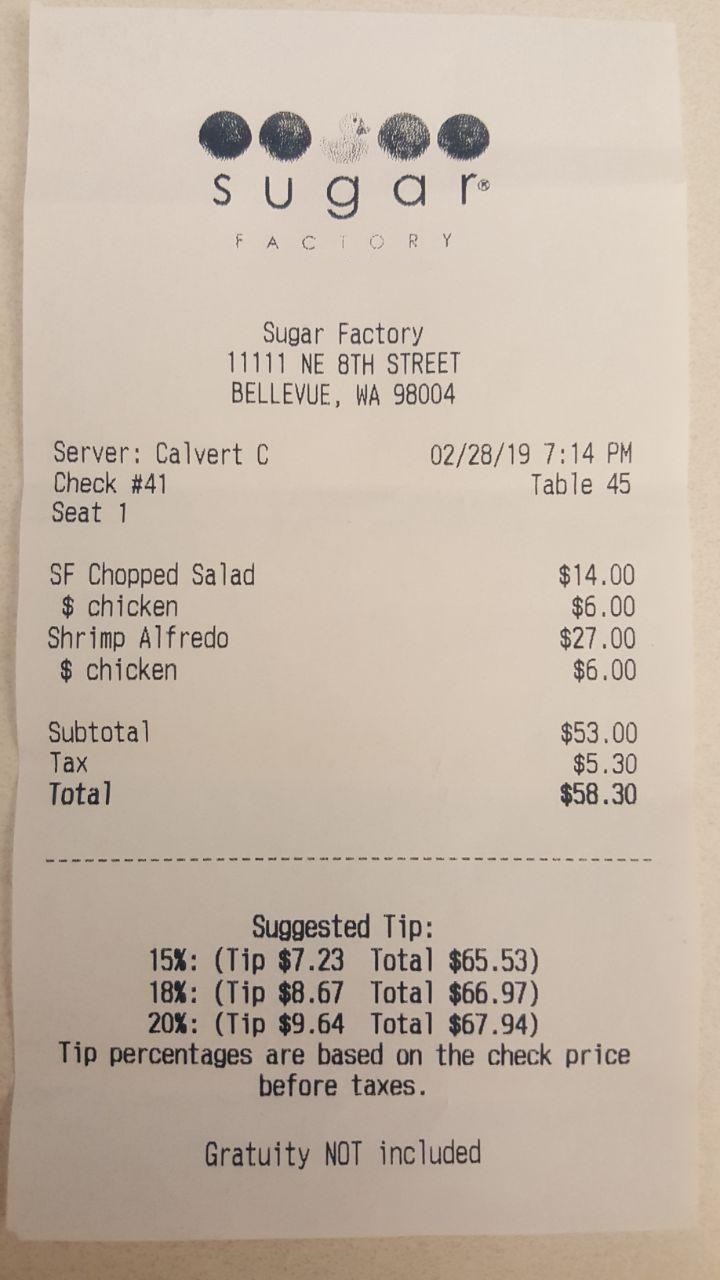 sugar®
FACTORY
Sugar Factory
11111 NE 8TH STREET
BELLEVUE, WA 98004
Server: Calvert C 02/28/19 7:14 PM
Check #41 Table 45
Seat 1
SF Chopped Salad $14.00
$ chicken $6.00
Shrimp Alfredo $27.00
$ chicken $6.00
Subtotal $53.00
Tax $5.30
Total $58.30
Suggested Tip:
15%: (Tip $7.23 Total $65.53)
18%: (Tip $8.67 Total $66.97)
20%: (Tip $9.64 Total $67.94)
Tip percentages are based on the check price
before taxes.
Gratuity NOT included